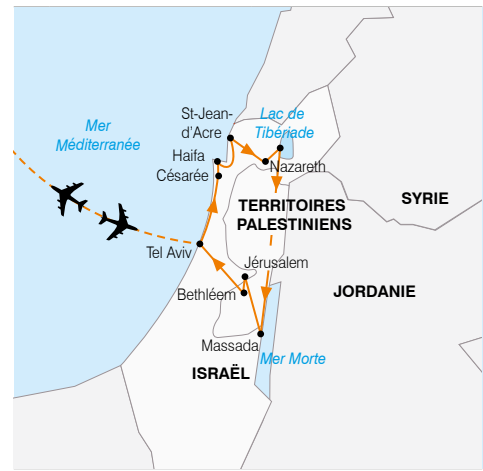 St-Jean-
d'Acre
Lac de
Tibériade
Mer
Méditerranée
Haifa
Césarée
Nazareth
SYRIE
TERRITOIRES
PALESTINIENS
Tel Aviv
Jérusalem
Bethléem
JORDANIE
Massada
Mer Morte
ISRAËL